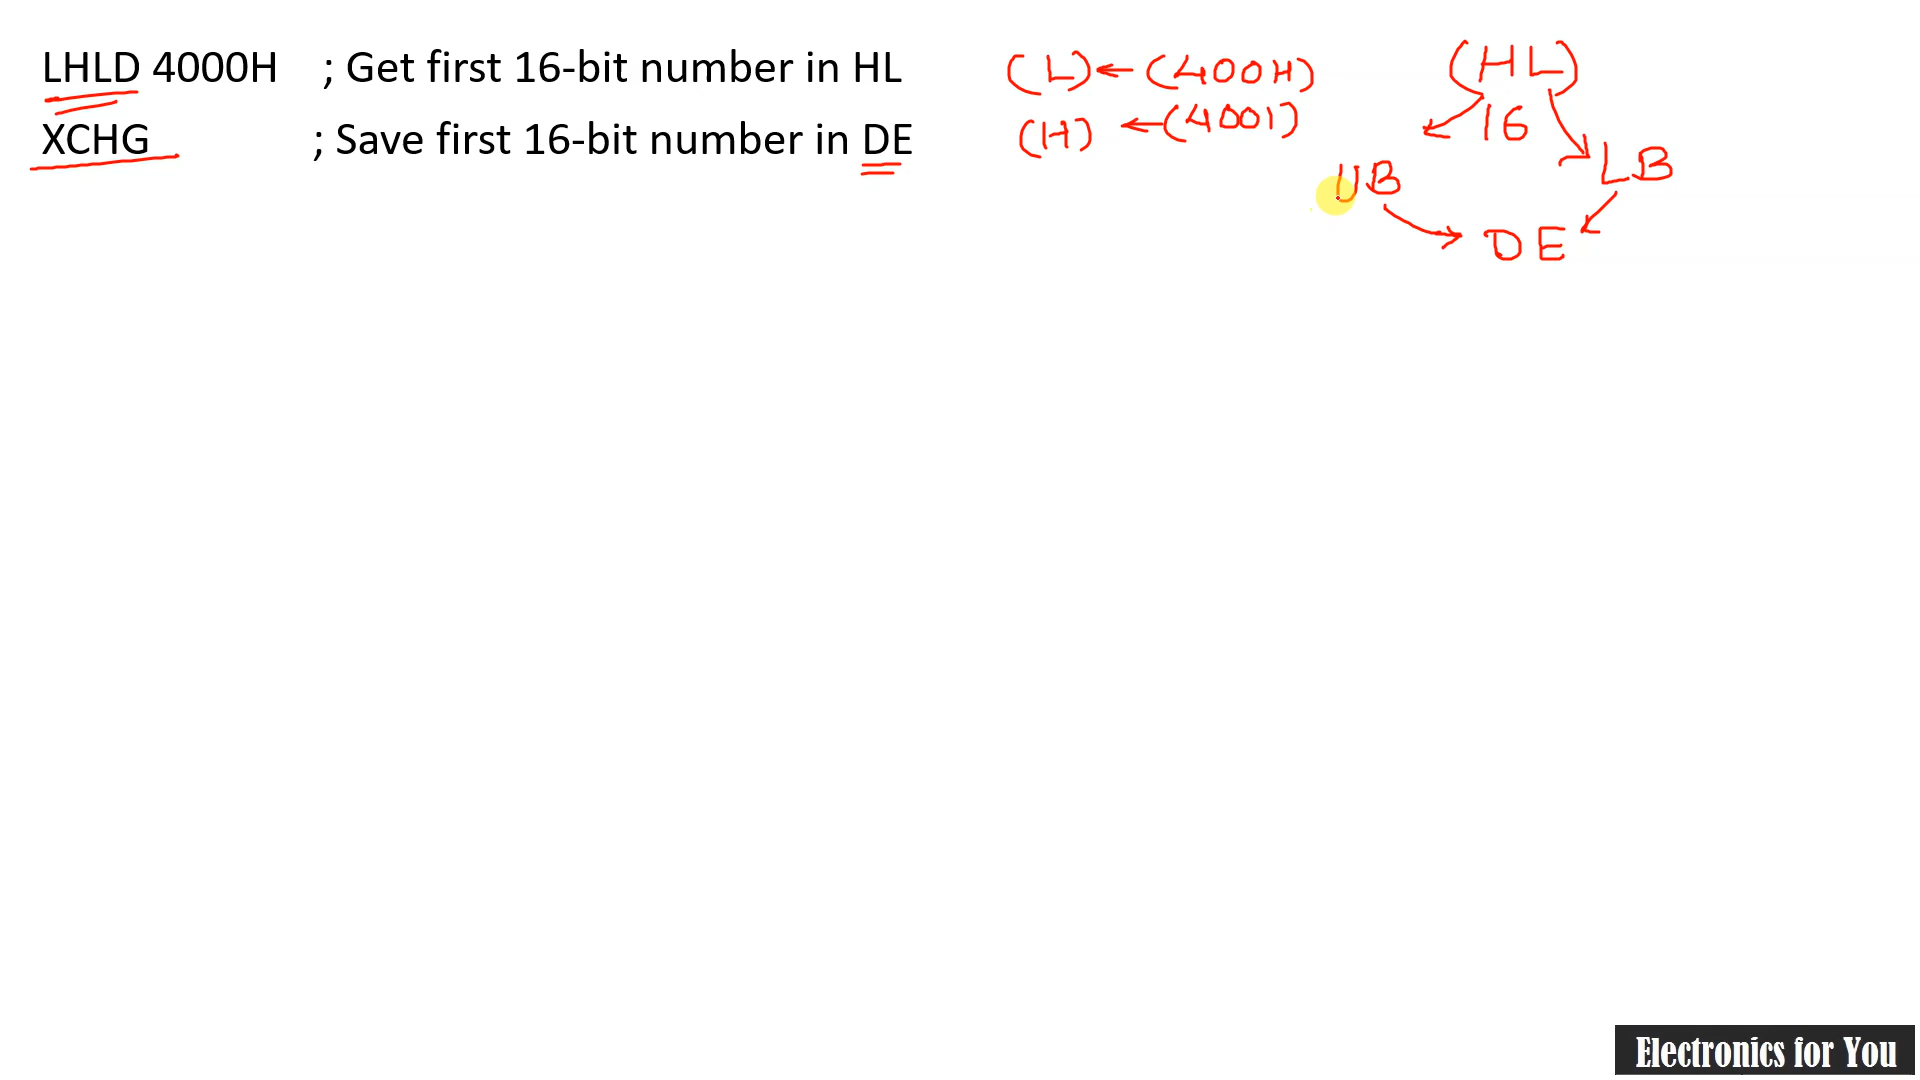 LHLD 4000H ; Get first 16-bit number in HL
XCHG ; Save first 16-bit number in DE
(L) ← (400H)
(H) ← (4001)
(HL)
16
UB
LB
DE
Electronics for You